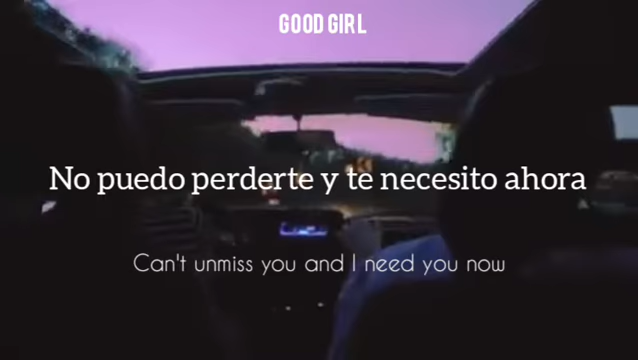 GOOD GIRL
No puedo perderte y te necesito ahora
Can't unmiss you and I need you now